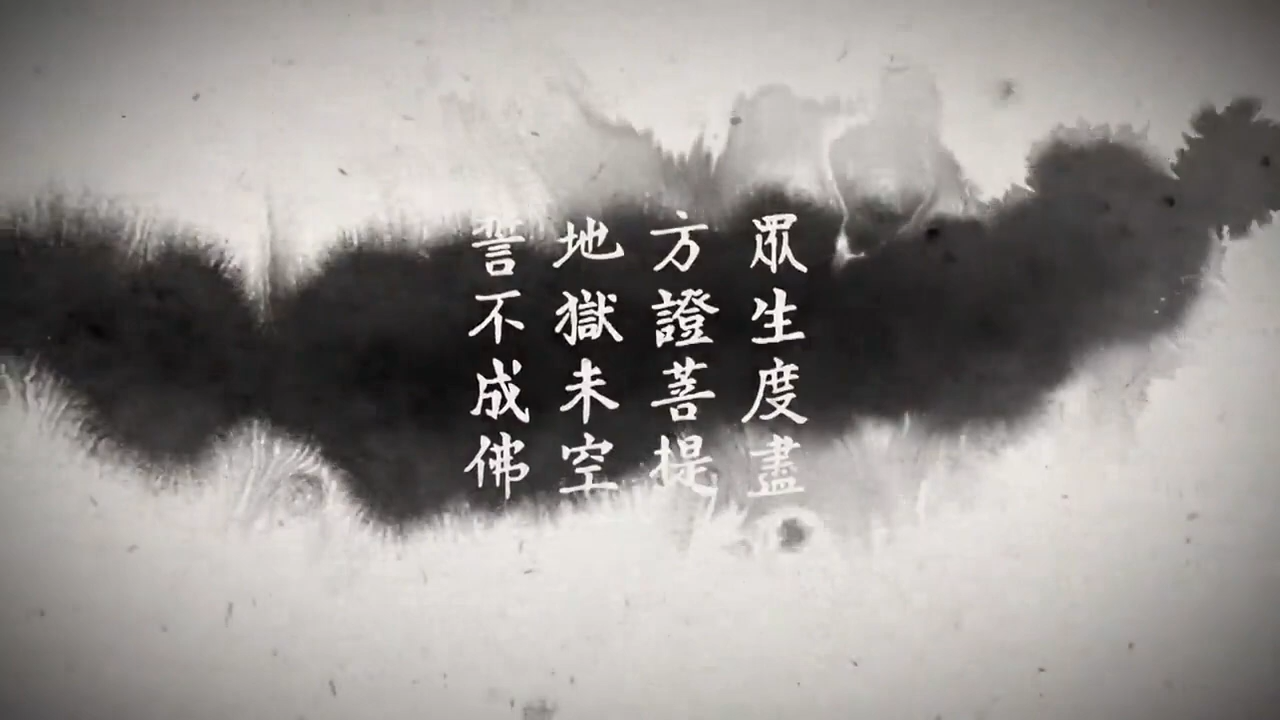 眾生度盡
方證菩提
地獄未空
誓不成佛